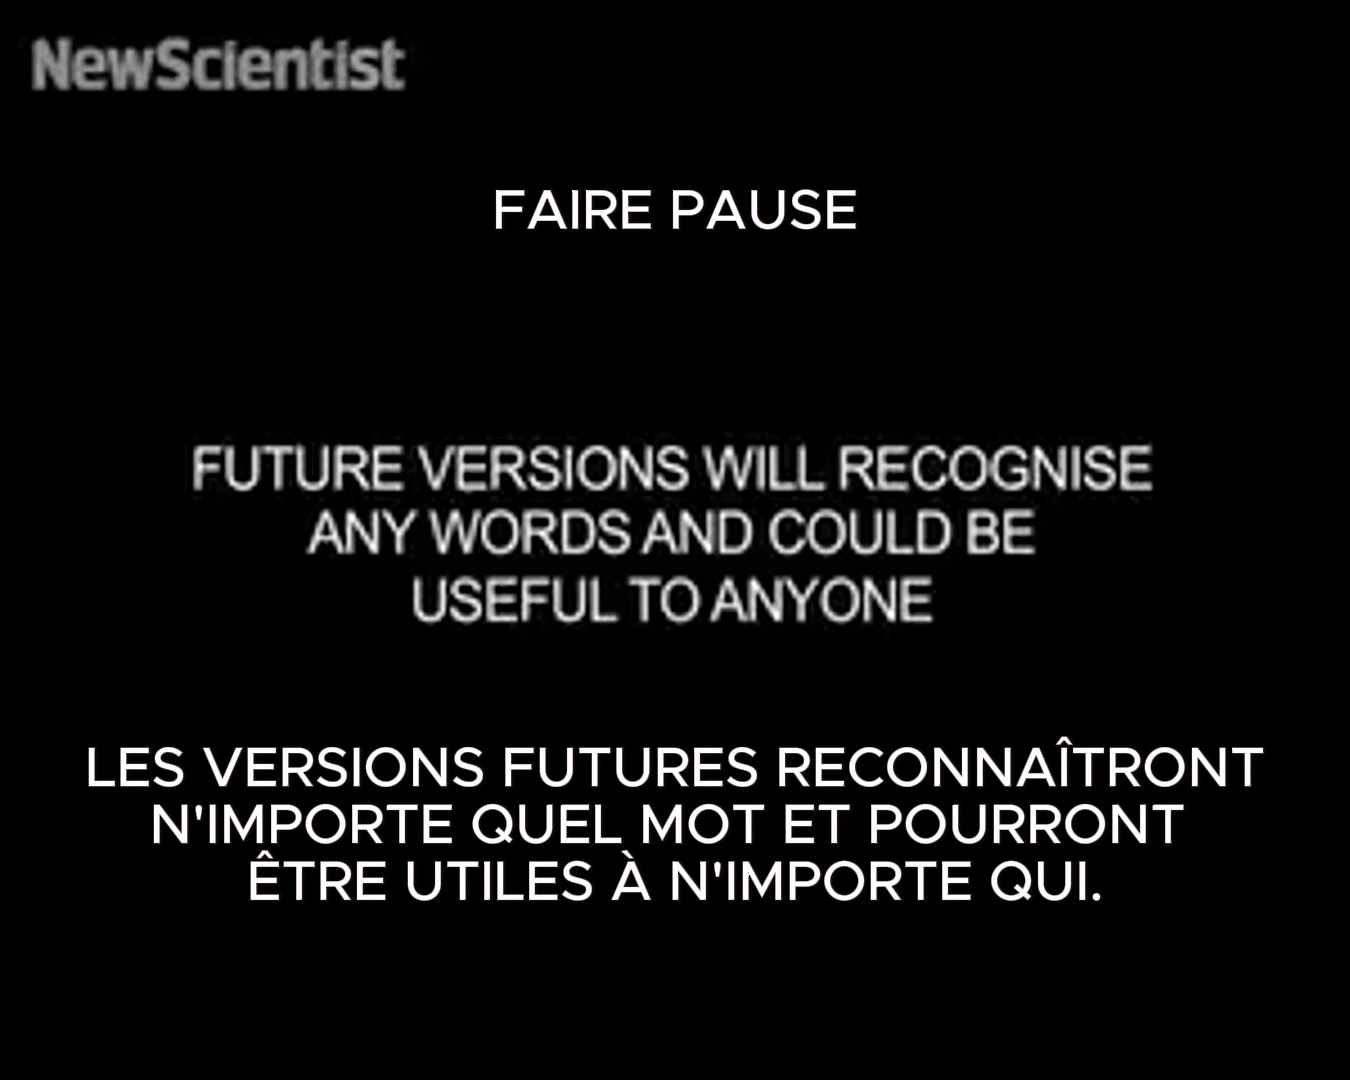 NewScientist
FAIRE PAUSE
FUTURE VERSIONS WILL RECOGNISE
ANY WORDS AND COULD BE
USEFUL TO ANYONE
LES VERSIONS FUTURES RECONNAÎTRONT
N'IMPORTE QUEL MOT ET POURRONT
ÊTRE UTILES À N'IMPORTE QUI.